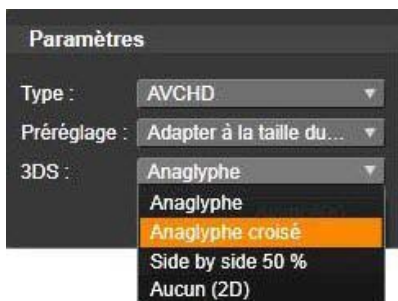 Paramètres
Type : AVCHD
Préréglage : Adapter à la taille du...
3DS : Anaglyphe
Anaglyphe
Anaglyphe croisé
Side by side 50 %
Aucun (2D)